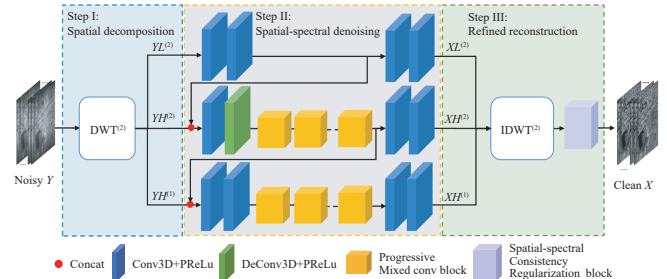 Step I:
Spatial decomposition
Step II:
Spatial-spectral denoising
Step III:
Refined reconstruction
YL(2)
XL(2)
YH(2)
XH(2)
DWT(2)
IDWT(2)
Noisy Y
Clean X
YH(1)
XH(1)
Concat
Conv3D+PReLu
DeConv3D+PReLu
Progressive
Mixed conv block
Spatial-spectral
Consistency
Regularization block